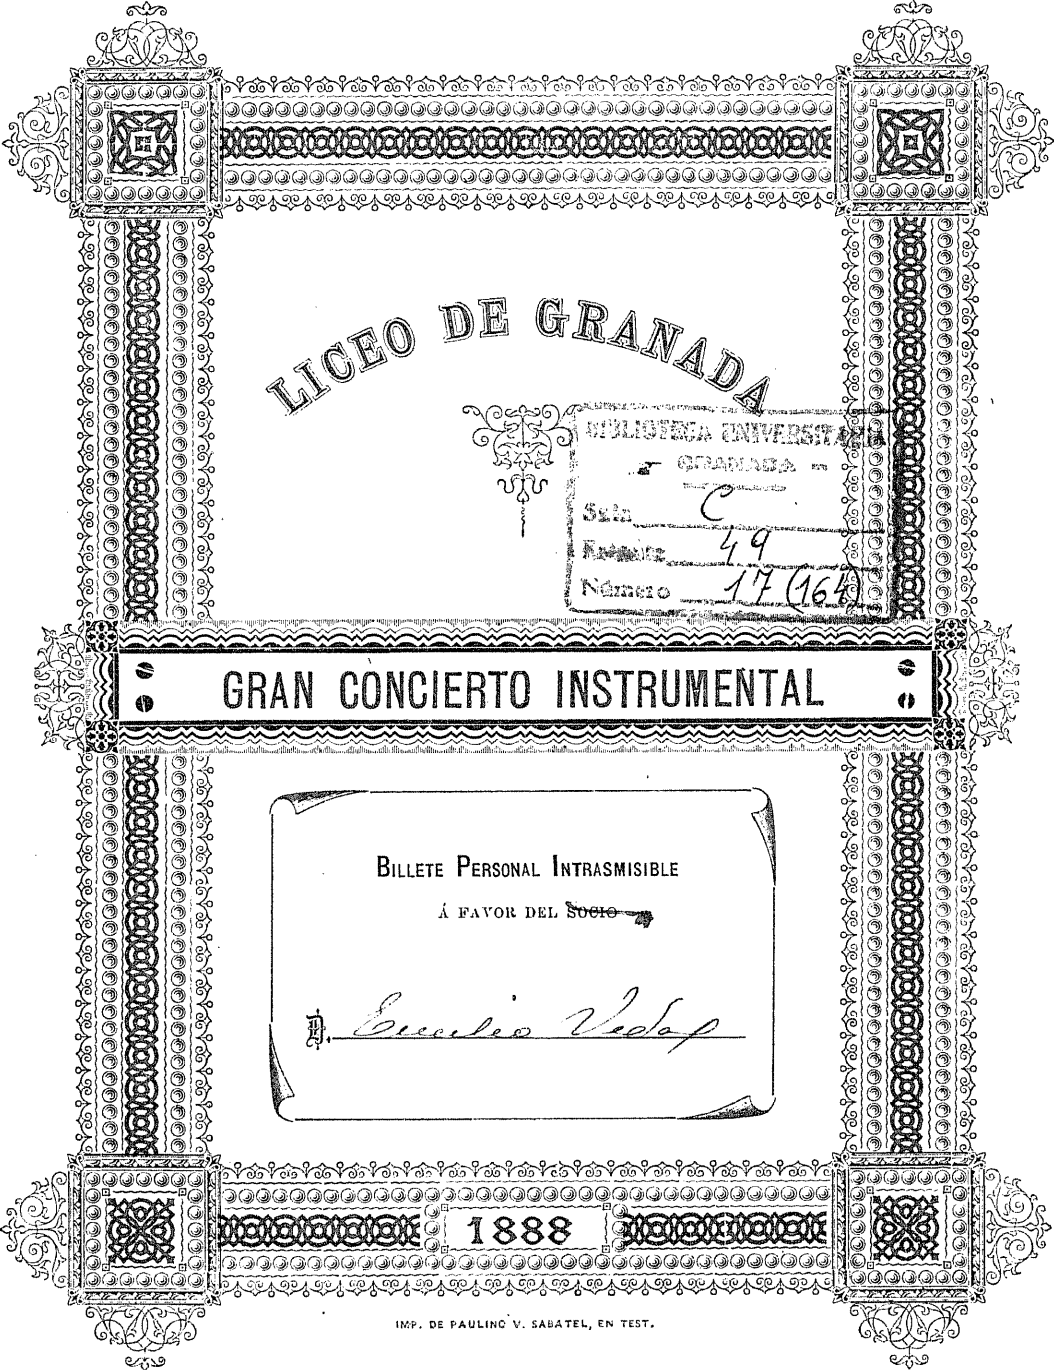 LICEO DE GRANADA
BIBLIOTECA UNIVERSITARIA
GRANADA
Sala C
Estante 49
Número 17 (164)
GRAN CONCIERTO INSTRUMENTAL
BILLETE PERSONAL INTRASMISIBLE
Á FAVOR DEL SOCIO
D. Emilio Vidal
1888
IMP. DE PAULINO V. SABATEL, EN TEST.